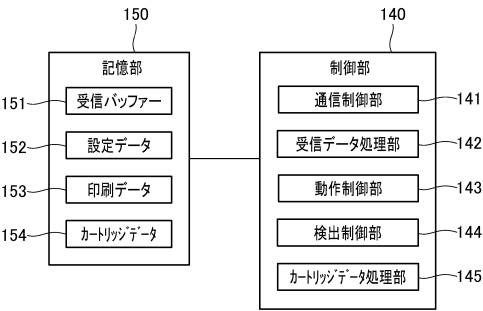 150
記憶部
151 受信バッファー
152 設定データ
153 印刷データ
154 カートリッジデータ
140
制御部
通信制御部 141
受信データ処理部 142
動作制御部 143
検出制御部 144
カートリッジデータ処理部 145